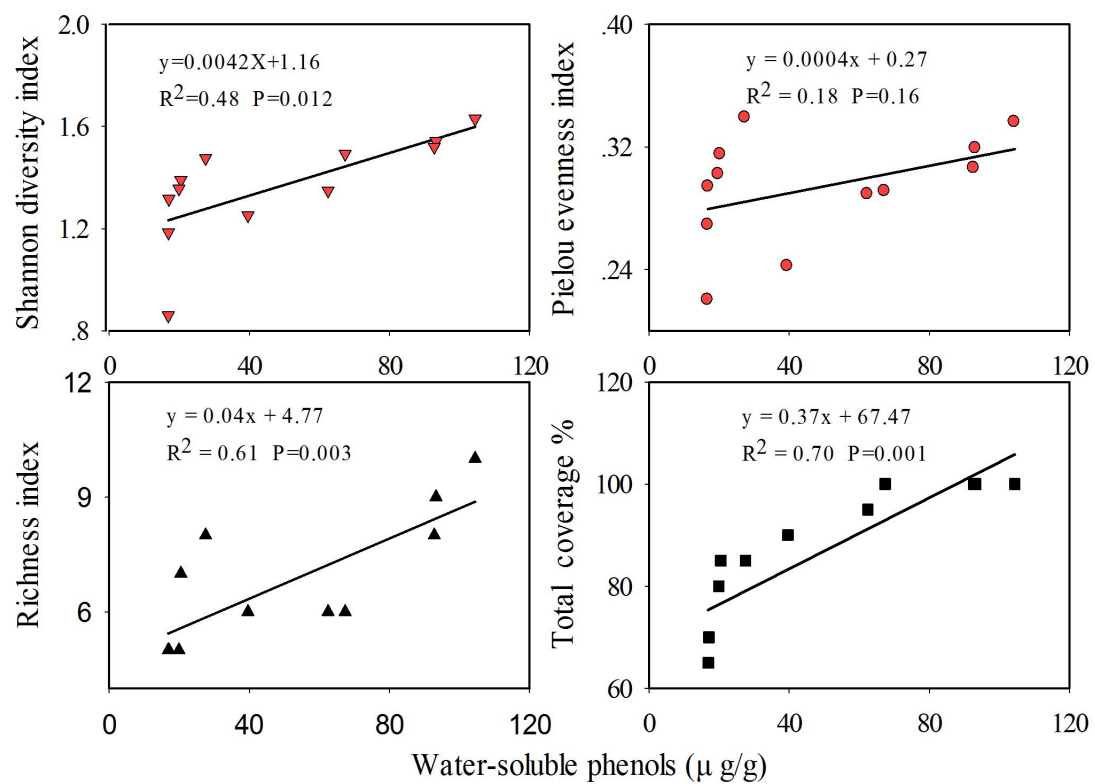 Shannon diversity index
2.0
1.6
1.2
.8
y=0.0042X+1.16
R²=0.48 P=0.012
0 40 80 120
Pielou evenness index
.40
.32
.24
y = 0.0004x + 0.27
R² = 0.18 P=0.16
0 40 80 120
Richness index
12
9
6
y = 0.04x + 4.77
R² = 0.61 P=0.003
0 40 80 120
Total coverage %
120
100
80
60
y = 0.37x + 67.47
R² = 0.70 P=0.001
0 40 80 120
Water-soluble phenols (μ g/g)